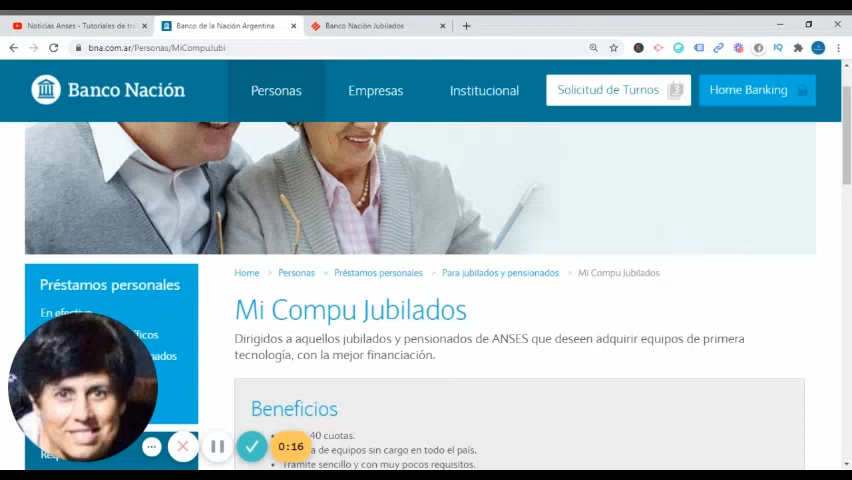 Noticias Anses - Tutoriales de tra
Banco de la Nación Argentina
Banco Nación Jubilados
bna.com.ar/Personas/MiCompuJubi
Banco Nación
Personas
Empresas
Institucional
Solicitud de Turnos
3
Home Banking
Home > Personas > Préstamos personales > Para jubilados y pensionados > Mi Compu Jubilados
Préstamos personales
En efectivo
ficos
nados
Mi Compu Jubilados
Dirigidos a aquellos jubilados y pensionados de ANSES que deseen adquirir equipos de primera
tecnología, con la mejor financiación.
Beneficios
40 cuotas.
a de equipos sin cargo en todo el país.
Trámite sencillo y con muy pocos requisitos.
0:16